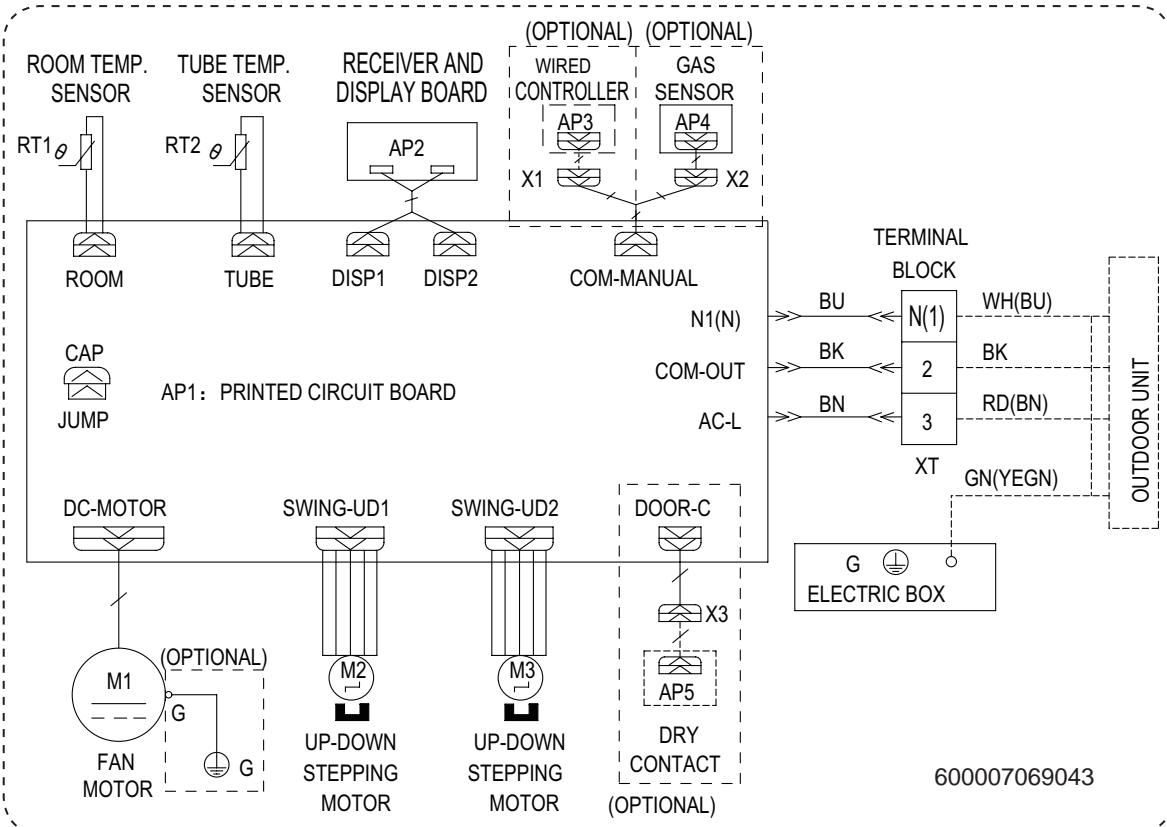 (OPTIONAL) (OPTIONAL)
ROOM TEMP.
SENSOR
TUBE TEMP.
SENSOR
RECEIVER AND
DISPLAY BOARD
WIRED
CONTROLLER
GAS
SENSOR
RT1 θ
RT2 θ
AP2
AP3
AP4
X1
X2
ROOM
TUBE
DISP1
DISP2
COM-MANUAL
TERMINAL
BLOCK
N1(N)
BU
N(1)
WH(BU)
COM-OUT
BK
2
BK
AC-L
BN
3
RD(BN)
XT
GN(YEGN)
OUTDOOR UNIT
CAP
JUMP
AP1: PRINTED CIRCUIT BOARD
DC-MOTOR
SWING-UD1
SWING-UD2
DOOR-C
G
ELECTRIC BOX
X3
AP5
DRY
CONTACT
(OPTIONAL)
M1
(OPTIONAL)
G
G
FAN
MOTOR
M2
UP-DOWN
STEPPING
MOTOR
M3
UP-DOWN
STEPPING
MOTOR
600007069043